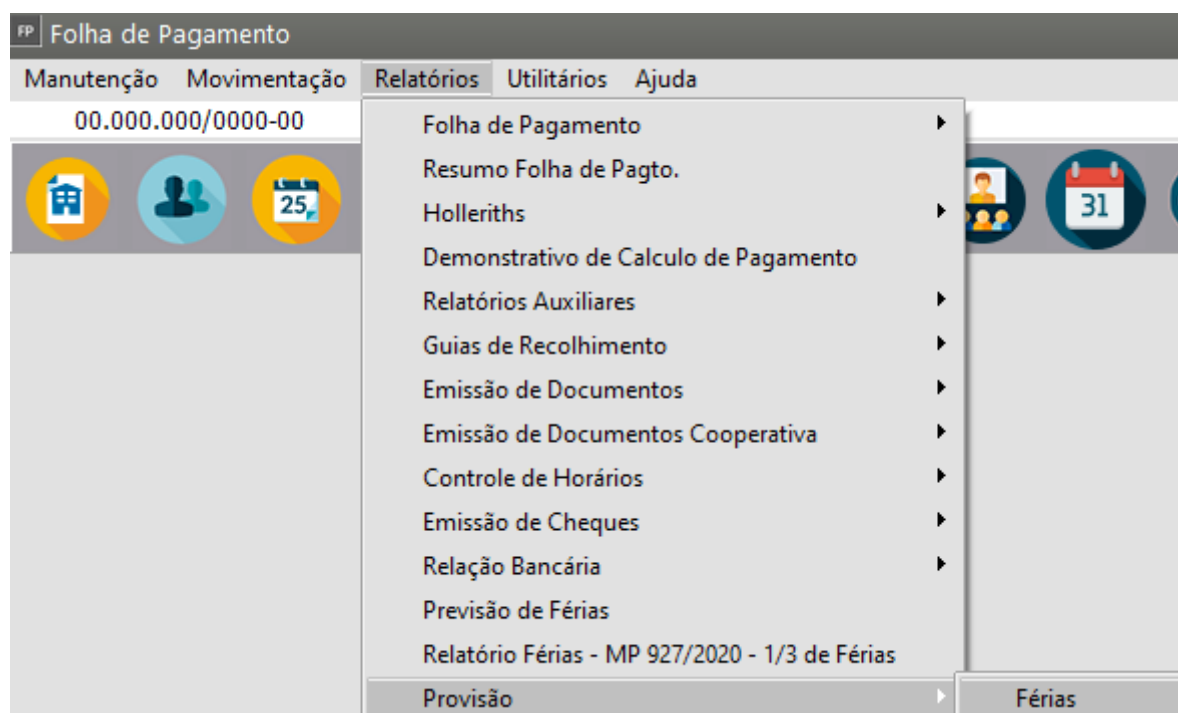 FP Folha de Pagamento
Manutenção Movimentação Relatórios Utilitários Ajuda
00.000.000/0000-00
25
31
Folha de Pagamento
Resumo Folha de Pagto.
Holleriths
Demonstrativo de Calculo de Pagamento
Relatórios Auxiliares
Guias de Recolhimento
Emissão de Documentos
Emissão de Documentos Cooperativa
Controle de Horários
Emissão de Cheques
Relação Bancária
Previsão de Férias
Relatório Férias - MP 927/2020 - 1/3 de Férias
Provisão
Férias